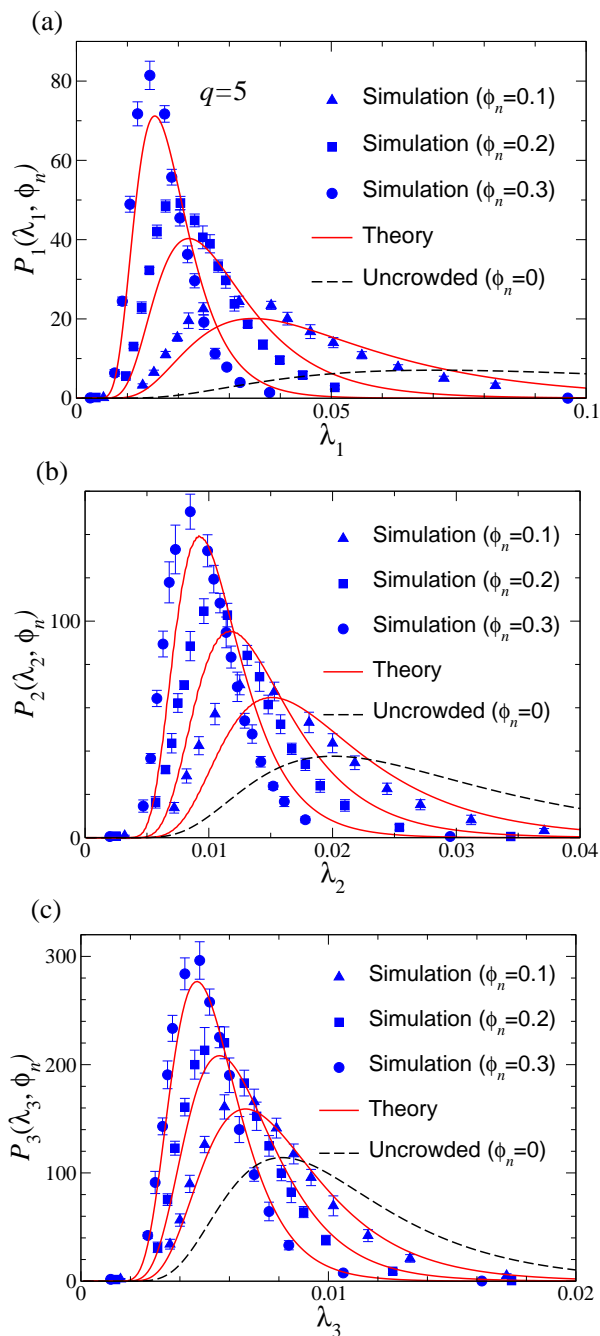 (a)
80
60
40
20
0
P₁(λ₁, ϕₙ)
q=5
Simulation (ϕₙ=0.1)
Simulation (ϕₙ=0.2)
Simulation (ϕₙ=0.3)
Theory
Uncrowded (ϕₙ=0)
0.05 0.1
λ₁
(b)
100
0
P₂(λ₂, ϕₙ)
Simulation (ϕₙ=0.1)
Simulation (ϕₙ=0.2)
Simulation (ϕₙ=0.3)
Theory
Uncrowded (ϕₙ=0)
0 0.01 0.02 0.03 0.04
λ₂
(c)
300
200
100
0
P₃(λ₃, ϕₙ)
Simulation (ϕₙ=0.1)
Simulation (ϕₙ=0.2)
Simulation (ϕₙ=0.3)
Theory
Uncrowded (ϕₙ=0)
0 0.01 0.02
λ₃